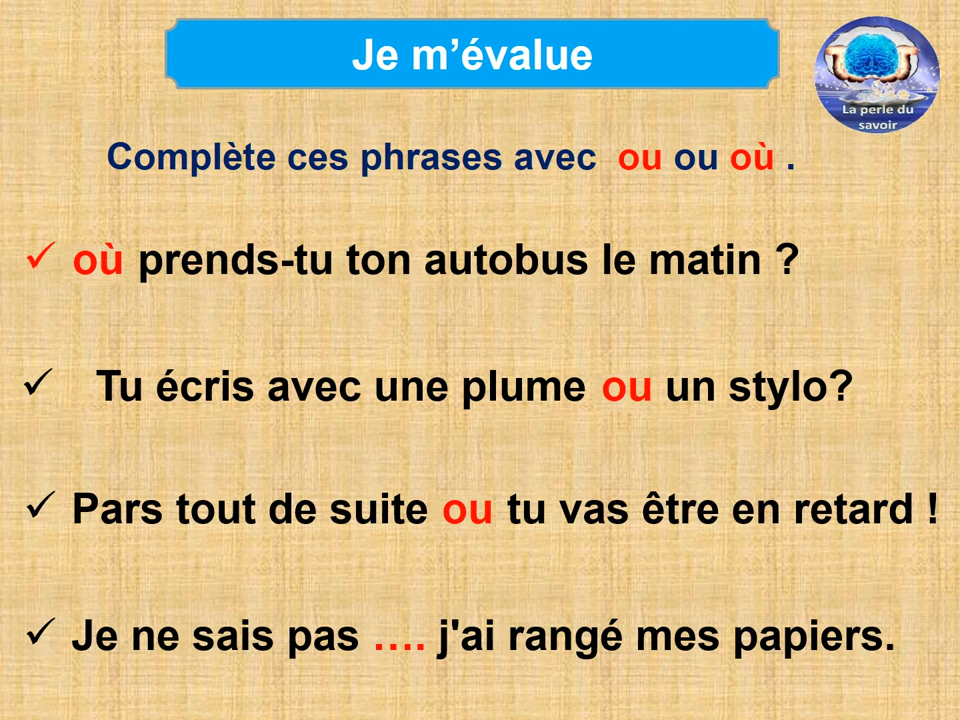 Je m’évalue
La perle du
savoir
Complète ces phrases avec ou ou où .
✓ où prends-tu ton autobus le matin ?
✓ Tu écris avec une plume ou un stylo?
✓ Pars tout de suite ou tu vas être en retard !
✓ Je ne sais pas …. j'ai rangé mes papiers.